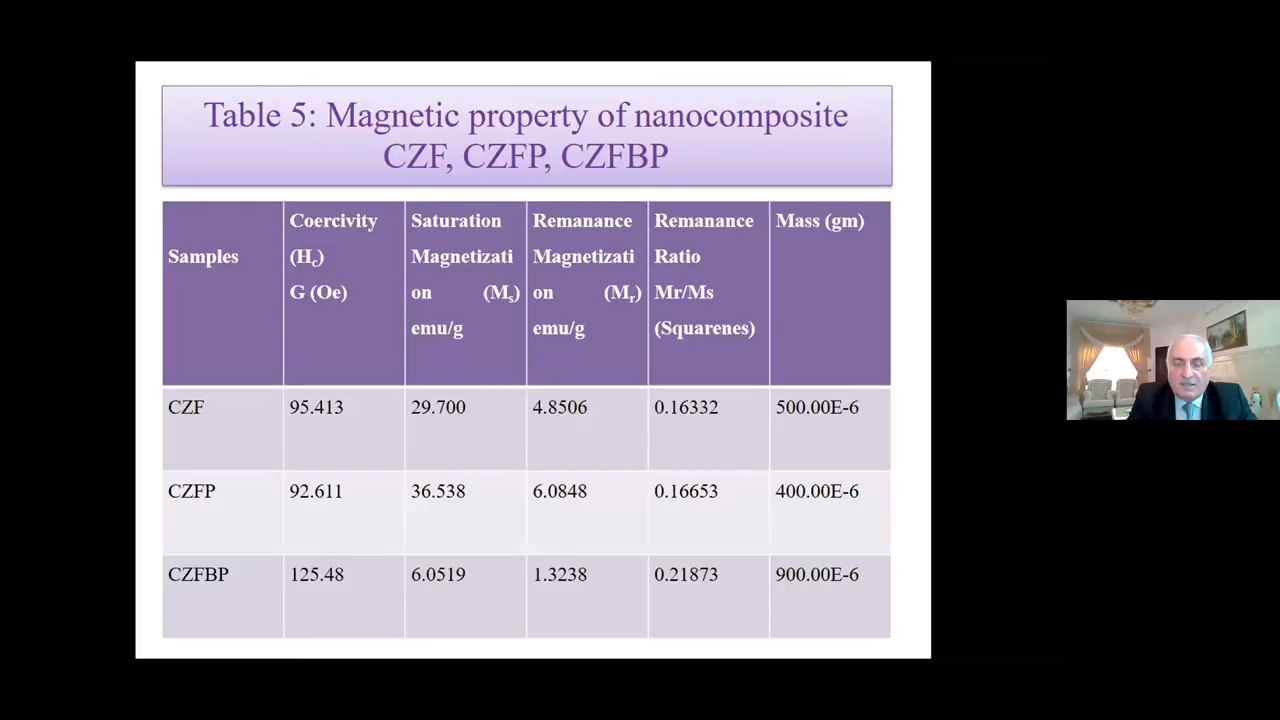 Table 5: Magnetic property of nanocomposite
CZF, CZFP, CZFBP
Samples
Coercivity
(Hc)
G (Oe)
Saturation
Magnetizati
on (Ms)
emu/g
Remanance
Magnetizati
on (Mr)
emu/g
Remanance
Ratio
Mr/Ms
(Squarenes)
Mass (gm)
CZF 95.413 29.700 4.8506 0.16332 500.00E-6
CZFP 92.611 36.538 6.0848 0.16653 400.00E-6
CZFBP 125.48 6.0519 1.3238 0.21873 900.00E-6